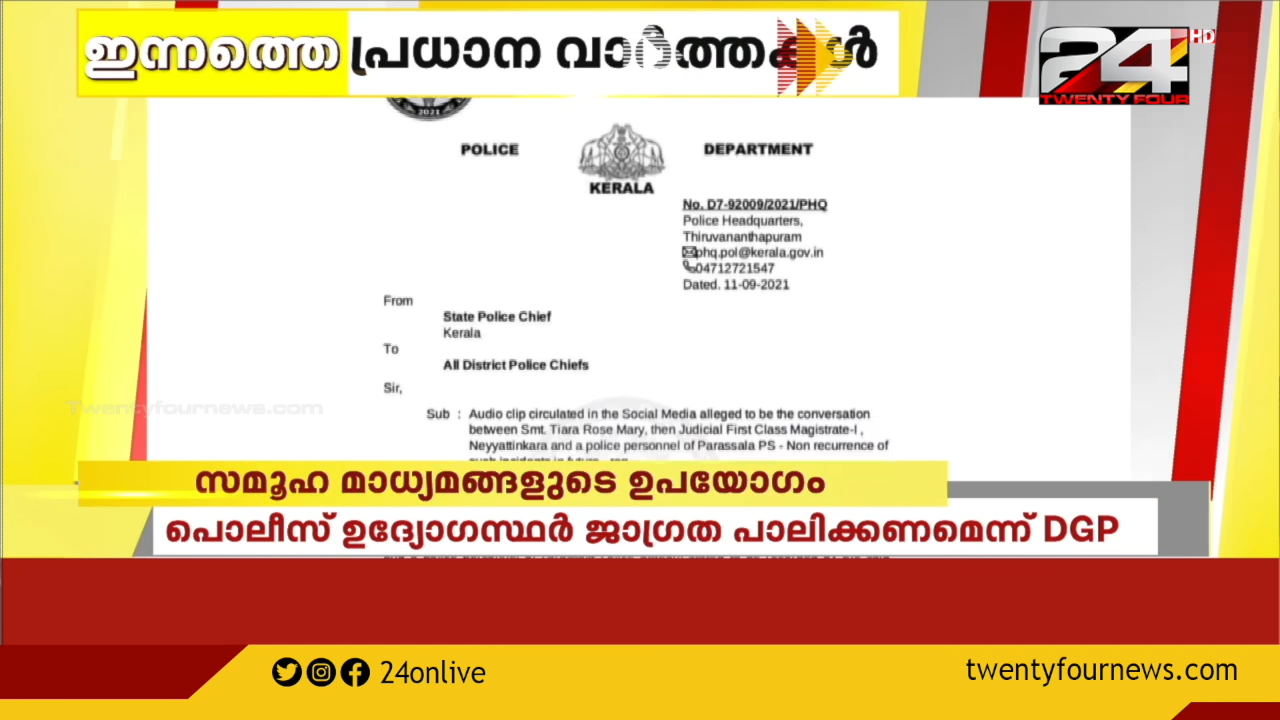 ഇന്നത്തെ പ്രധാന വാർത്തകൾ
24 HD
TWENTY FOUR
2021
POLICE DEPARTMENT
KERALA
No. D7-92009/2021/PHQ
Police Headquarters,
Thiruvananthapuram
phq.pol@kerala.gov.in
04712721547
Dated. 11-09-2021
From
State Police Chief
Kerala
To
All District Police Chiefs
Sir,
Twentyfournews.com
Sub : Audio clip circulated in the Social Media alleged to be the conversation
between Smt. Tiara Rose Mary, then Judicial First Class Magistrate-I ,
Neyyattinkara and a police personnel of Parassala PS - Non recurrence of
സമൂഹ മാധ്യമങ്ങളുടെ ഉപയോഗം
പൊലീസ് ഉദ്യോഗസ്ഥർ ജാഗ്രത പാലിക്കണമെന്ന് DGP
24onlive
twentyfournews.com